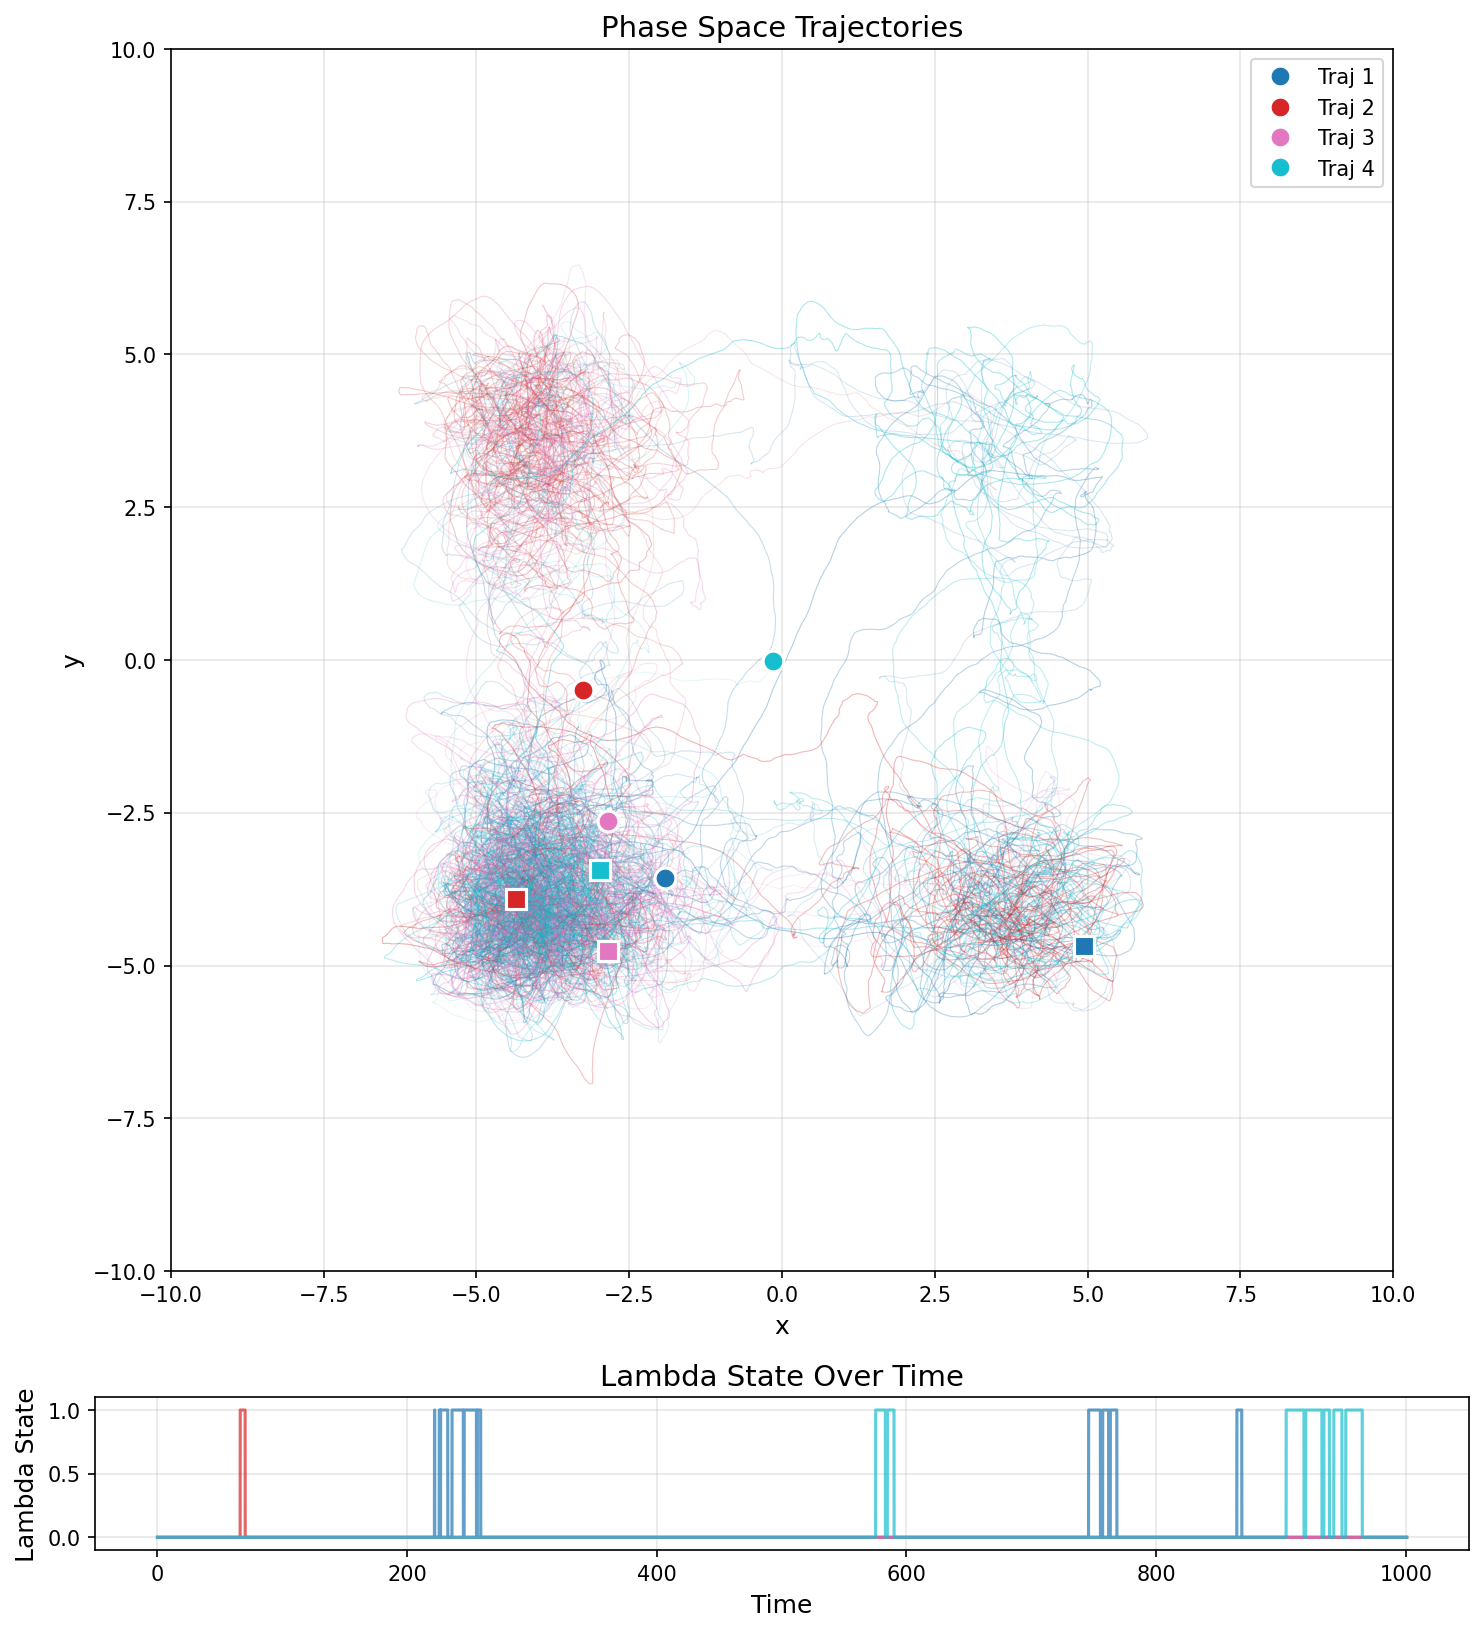 Phase Space Trajectories
10.0
7.5
5.0
2.5
0.0
−2.5
−5.0
−7.5
−10.0
y
Traj 1
Traj 2
Traj 3
Traj 4
−10.0 −7.5 −5.0 −2.5 0.0 2.5 5.0 7.5 10.0
x
Lambda State Over Time
1.0
0.5
0.0
Lambda State
0 200 400 600 800 1000
Time